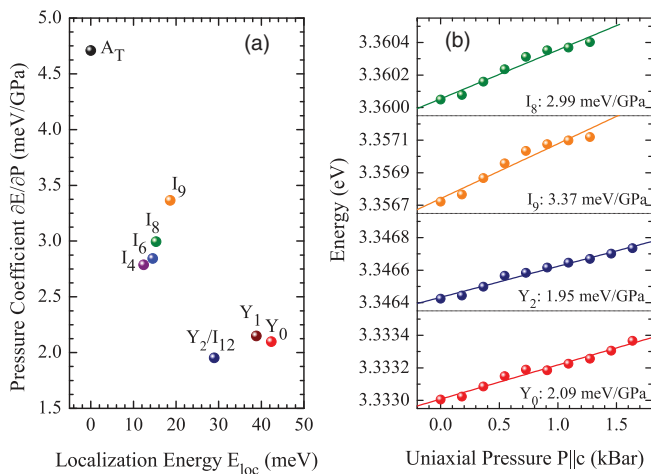 (a)
Pressure Coefficient ∂E/∂P (meV/GPa)
5.0
4.5
4.0
3.5
3.0
2.5
2.0
1.5
A_T
I_9
I_8
I_6
I_4
Y_1
Y_0
Y_2/I_12
0 10 20 30 40 50
Localization Energy E_loc (meV)
(b)
Energy (eV)
3.3604
3.3602
3.3600
I_8: 2.99 meV/GPa
3.3571
3.3569
3.3567
I_9: 3.37 meV/GPa
3.3468
3.3466
3.3464
Y_2: 1.95 meV/GPa
3.3334
3.3332
3.3330
Y_0: 2.09 meV/GPa
0.0 0.5 1.0 1.5
Uniaxial Pressure P||c (kBar)